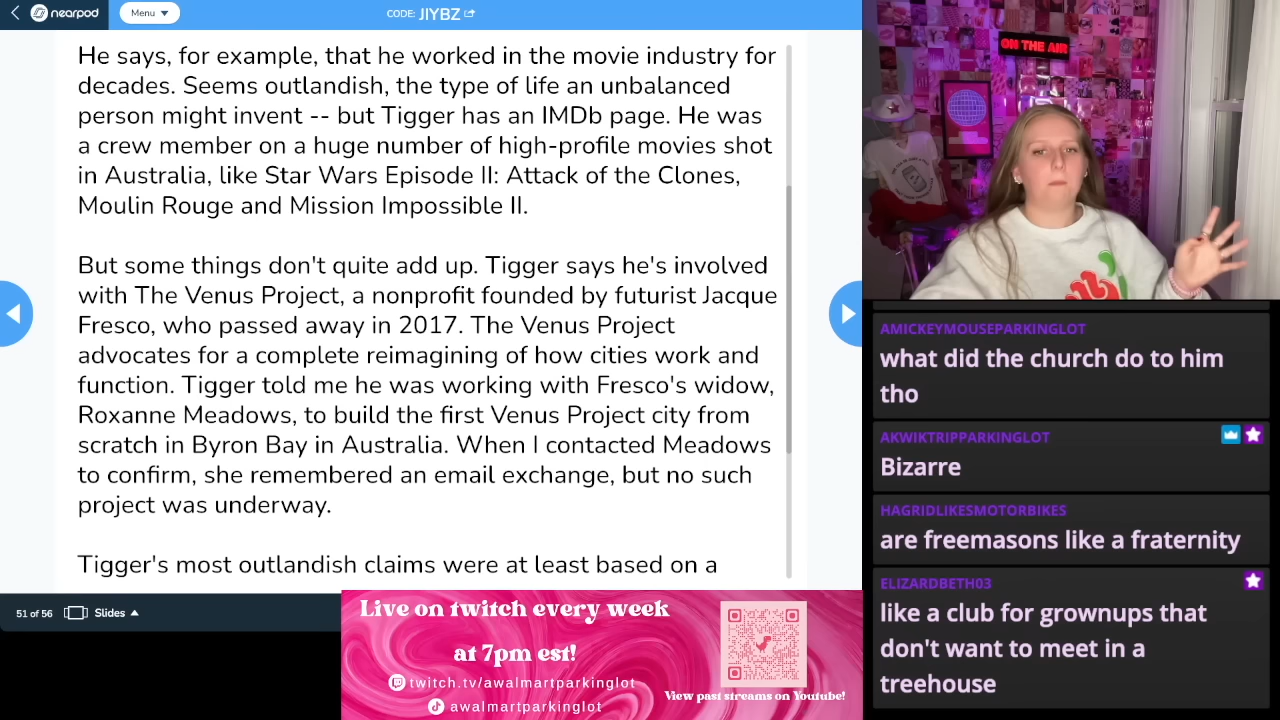 nearpod
Menu
CODE: JIYBZ
He says, for example, that he worked in the movie industry for
decades. Seems outlandish, the type of life an unbalanced
person might invent -- but Tigger has an IMDb page. He was
a crew member on a huge number of high-profile movies shot
in Australia, like Star Wars Episode II: Attack of the Clones,
Moulin Rouge and Mission Impossible II.
But some things don't quite add up. Tigger says he's involved
with The Venus Project, a nonprofit founded by futurist Jacque
Fresco, who passed away in 2017. The Venus Project
advocates for a complete reimagining of how cities work and
function. Tigger told me he was working with Fresco's widow,
Roxanne Meadows, to build the first Venus Project city from
scratch in Byron Bay in Australia. When I contacted Meadows
to confirm, she remembered an email exchange, but no such
project was underway.
Tigger's most outlandish claims were at least based on a
51 of 56
Slides
Live on twitch every week
at 7pm est!
twitch.tv/awalmartparkinglot
awalmartparkinglot
View past streams on Youtube!
ON THE AIR
AMICKEYMOUSEPARKINGLOT
what did the church do to him
tho
AKWIKTRIPPARKINGLOT
Bizarre
HAGRIDLIKESMOTORBIKES
are freemasons like a fraternity
ELIZARDBETH03
like a club for grownups that
don't want to meet in a
treehouse